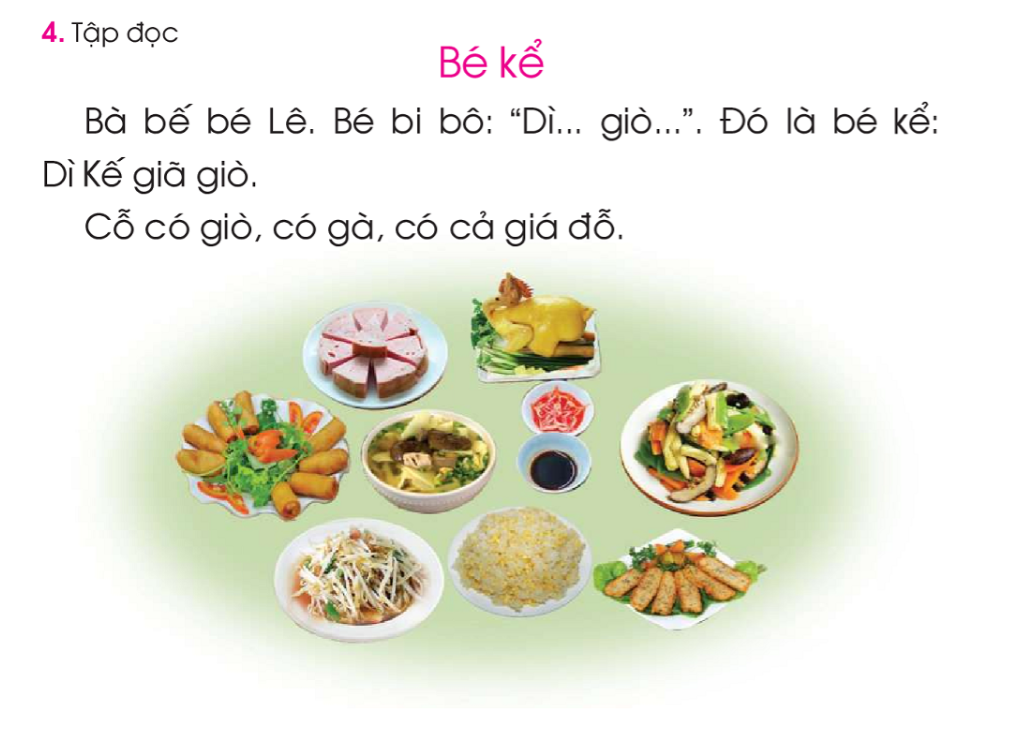 4. Tập đọc
Bé kể
Bà bế bé Lê. Bé bi bô: “Dì... giò...”. Đó là bé kể:
Dì Kế giã giò.
Cỗ có giò, có gà, có cả giá đỗ.